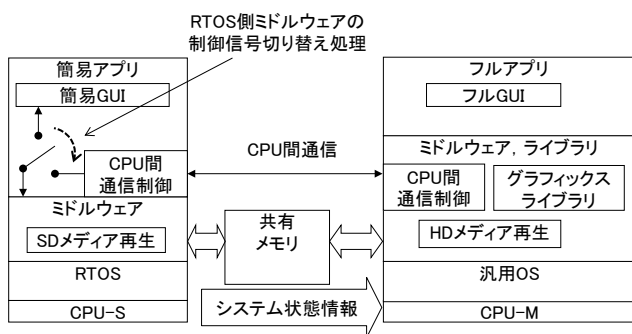 RTOS側ミドルウェアの
制御信号切り替え処理
簡易アプリ
簡易GUI
CPU間
通信制御
ミドルウェア
SDメディア再生
RTOS
CPU-S
CPU間通信
共有
メモリ
システム状態情報
フルアプリ
フルGUI
ミドルウェア, ライブラリ
CPU間
通信制御
グラフィックス
ライブラリ
HDメディア再生
汎用OS
CPU-M